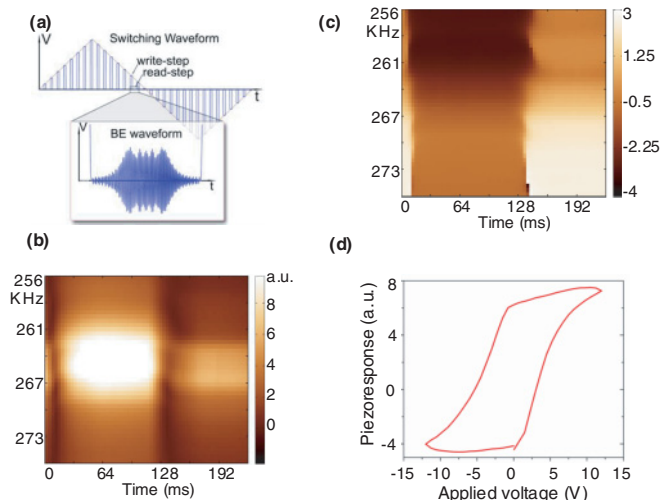 (a)
V
Switching Waveform
write-step
read-step
t
V
BE waveform
t
(b)
256
KHz
261
267
273
0
64
128
192
Time (ms)
a.u.
8
6
4
2
0
(c)
256
KHz
261
267
273
0
64
128
192
Time (ms)
3
1.25
-0.5
-2.25
-4
(d)
8
4
0
-4
Piezoresponse (a.u.)
-15
-10
-5
0
5
10
15
Applied voltage (V)